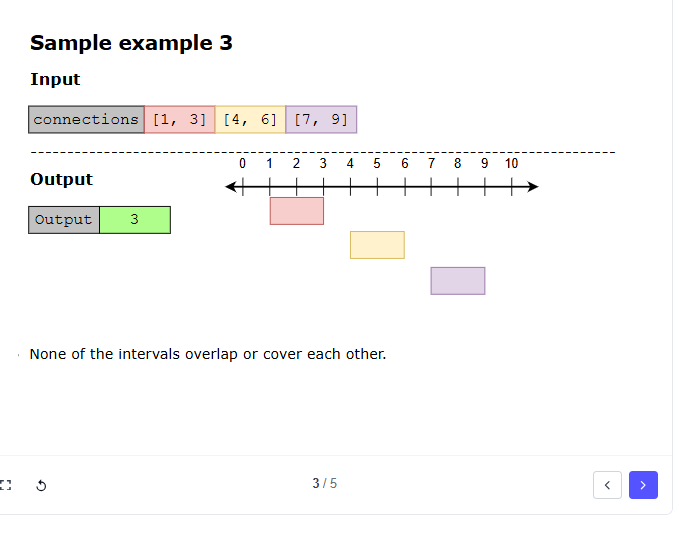 Sample example 3
Input
connections [1, 3] [4, 6] [7, 9]
0 1 2 3 4 5 6 7 8 9 10
Output
Output 3
None of the intervals overlap or cover each other.
3 / 5